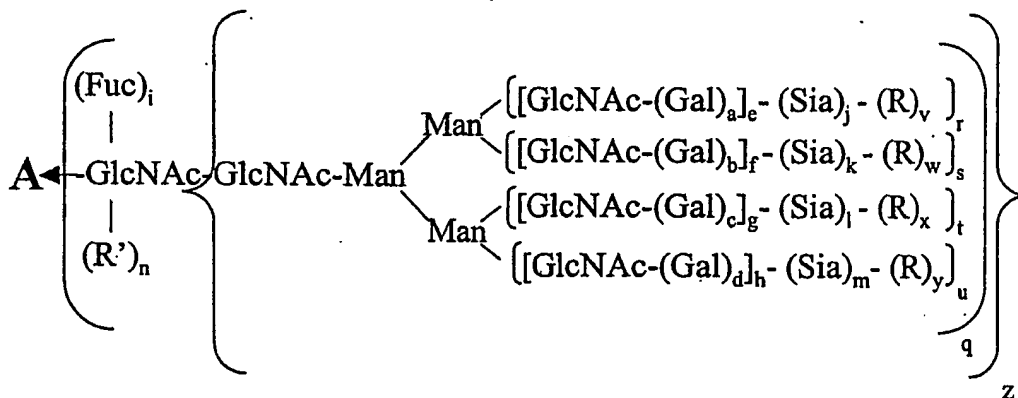 (Fuc)i
[GlcNAc-(Gal)a]e- (Sia)j- (R)v r
Man
[GlcNAc-(Gal)b]f- (Sia)k- (R)w s
A GlcNAc-GlcNAc-Man
[GlcNAc-(Gal)c]g- (Sia)l- (R)x t
Man
(R')n
[GlcNAc-(Gal)d]h- (Sia)m- (R)y u
q
z